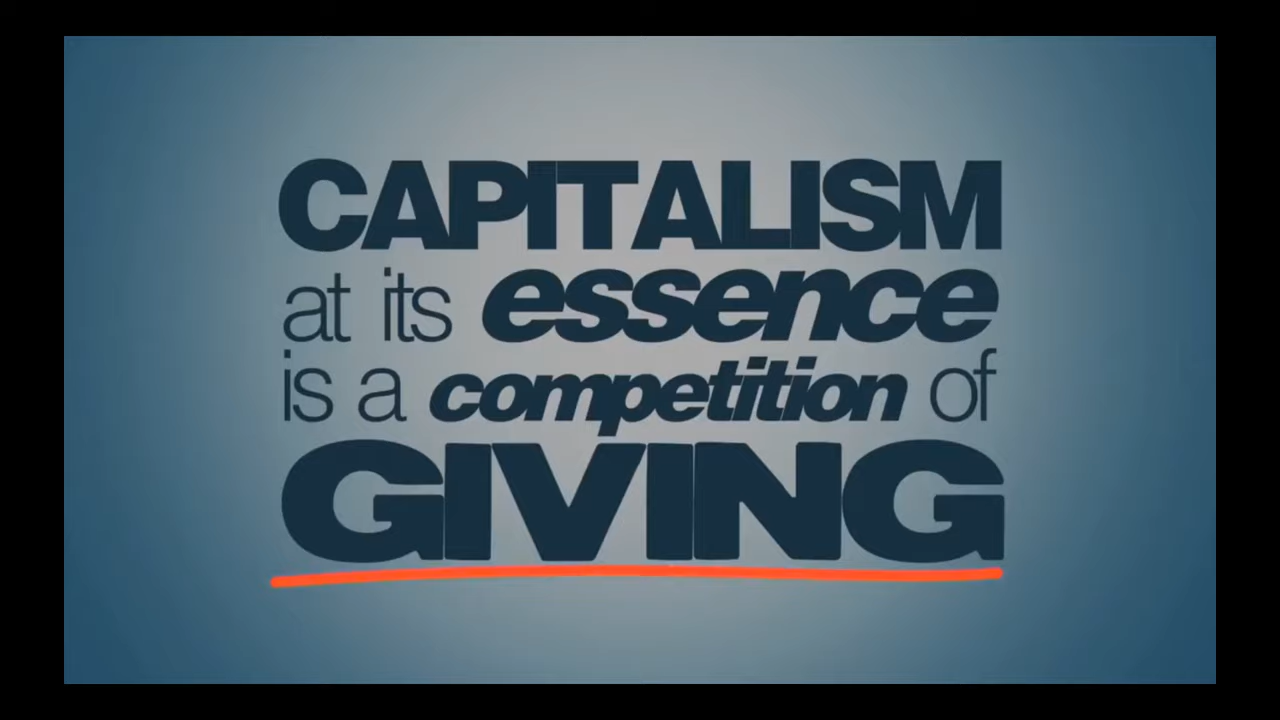 CAPITALISM
at its essence
is a competition of
GIVING